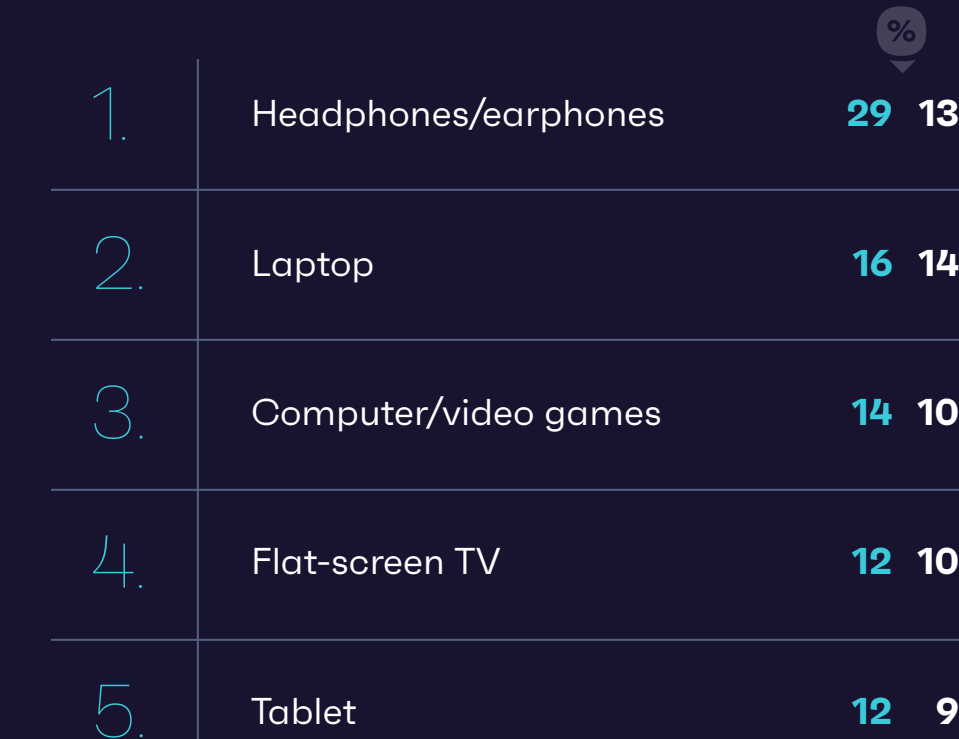 %
1. Headphones/earphones 29 13
2. Laptop 16 14
3. Computer/video games 14 10
4. Flat-screen TV 12 10
5. Tablet 12 9